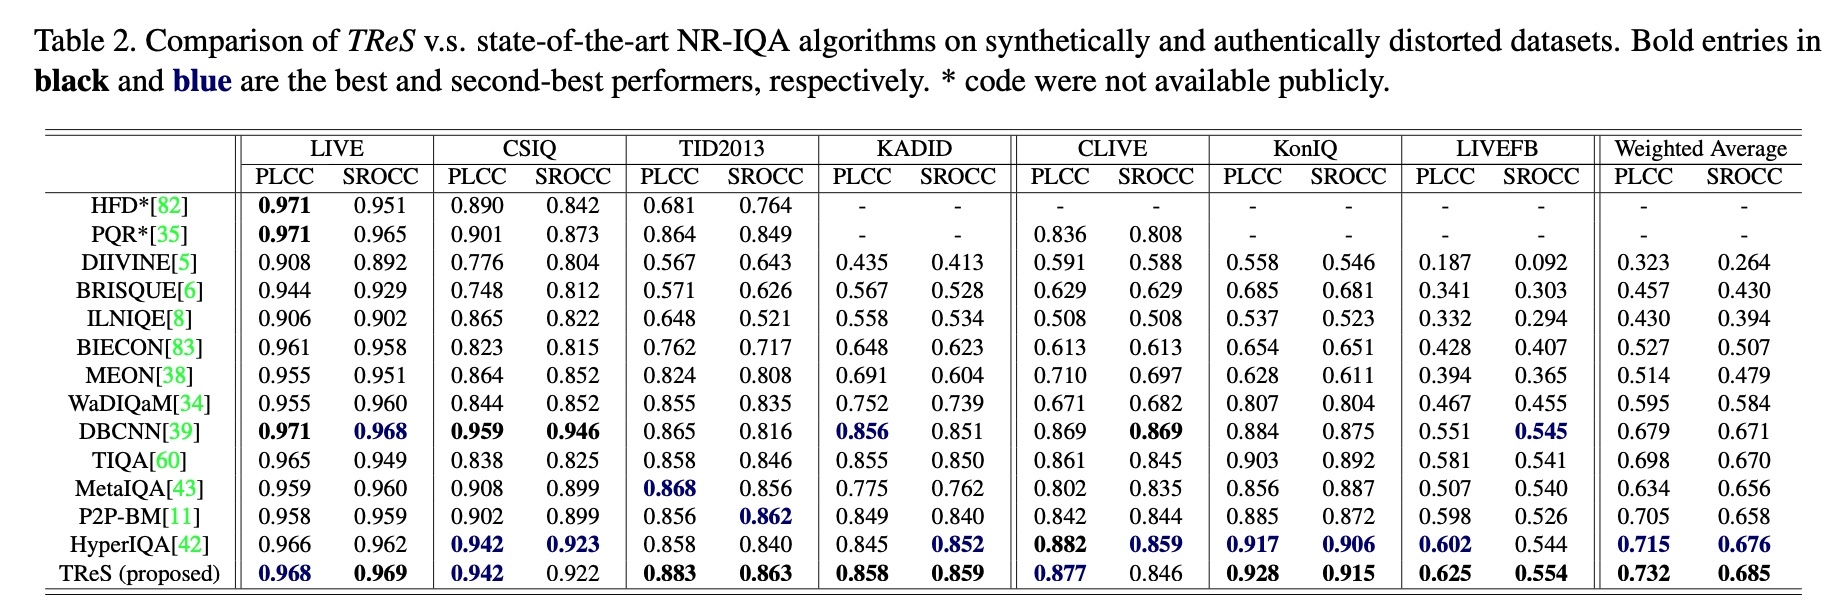 Table 2. Comparison of TReS v.s. state-of-the-art NR-IQA algorithms on synthetically and authentically distorted datasets. Bold entries in
black and blue are the best and second-best performers, respectively. * code were not available publicly.
LIVE CSIQ TID2013 KADID CLIVE KonIQ LIVEFB Weighted Average
PLCC SROCC PLCC SROCC PLCC SROCC PLCC SROCC PLCC SROCC PLCC SROCC PLCC SROCC PLCC SROCC
HFD*[82] 0.971 0.951 0.890 0.842 0.681 0.764 - - - - - - - - - -
PQR*[35] 0.971 0.965 0.901 0.873 0.864 0.849 - - 0.836 0.808 - - - - - -
DIIVINE[5] 0.908 0.892 0.776 0.804 0.567 0.643 0.435 0.413 0.591 0.588 0.558 0.546 0.187 0.092 0.323 0.264
BRISQUE[6] 0.944 0.929 0.748 0.812 0.571 0.626 0.567 0.528 0.629 0.629 0.685 0.681 0.341 0.303 0.457 0.430
ILNIQE[8] 0.906 0.902 0.865 0.822 0.648 0.521 0.558 0.534 0.508 0.508 0.537 0.523 0.332 0.294 0.430 0.394
BIECON[83] 0.961 0.958 0.823 0.815 0.762 0.717 0.648 0.623 0.613 0.613 0.654 0.651 0.428 0.407 0.527 0.507
MEON[38] 0.955 0.951 0.864 0.852 0.824 0.808 0.691 0.604 0.710 0.697 0.628 0.611 0.394 0.365 0.514 0.479
WaDIQaM[34] 0.955 0.960 0.844 0.852 0.855 0.835 0.752 0.739 0.671 0.682 0.807 0.804 0.467 0.455 0.595 0.584
DBCNN[39] 0.971 0.968 0.959 0.946 0.865 0.816 0.856 0.851 0.869 0.869 0.884 0.875 0.551 0.545 0.679 0.671
TIQA[60] 0.965 0.949 0.838 0.825 0.858 0.846 0.855 0.850 0.861 0.845 0.903 0.892 0.581 0.541 0.698 0.670
MetaIQA[43] 0.959 0.960 0.908 0.899 0.868 0.856 0.775 0.762 0.802 0.835 0.856 0.887 0.507 0.540 0.634 0.656
P2P-BM[11] 0.958 0.959 0.902 0.899 0.856 0.862 0.849 0.840 0.842 0.844 0.885 0.872 0.598 0.526 0.705 0.658
HyperIQA[42] 0.966 0.962 0.942 0.923 0.858 0.840 0.845 0.852 0.882 0.859 0.917 0.906 0.602 0.544 0.715 0.676
TReS (proposed) 0.968 0.969 0.942 0.922 0.883 0.863 0.858 0.859 0.877 0.846 0.928 0.915 0.625 0.554 0.732 0.685